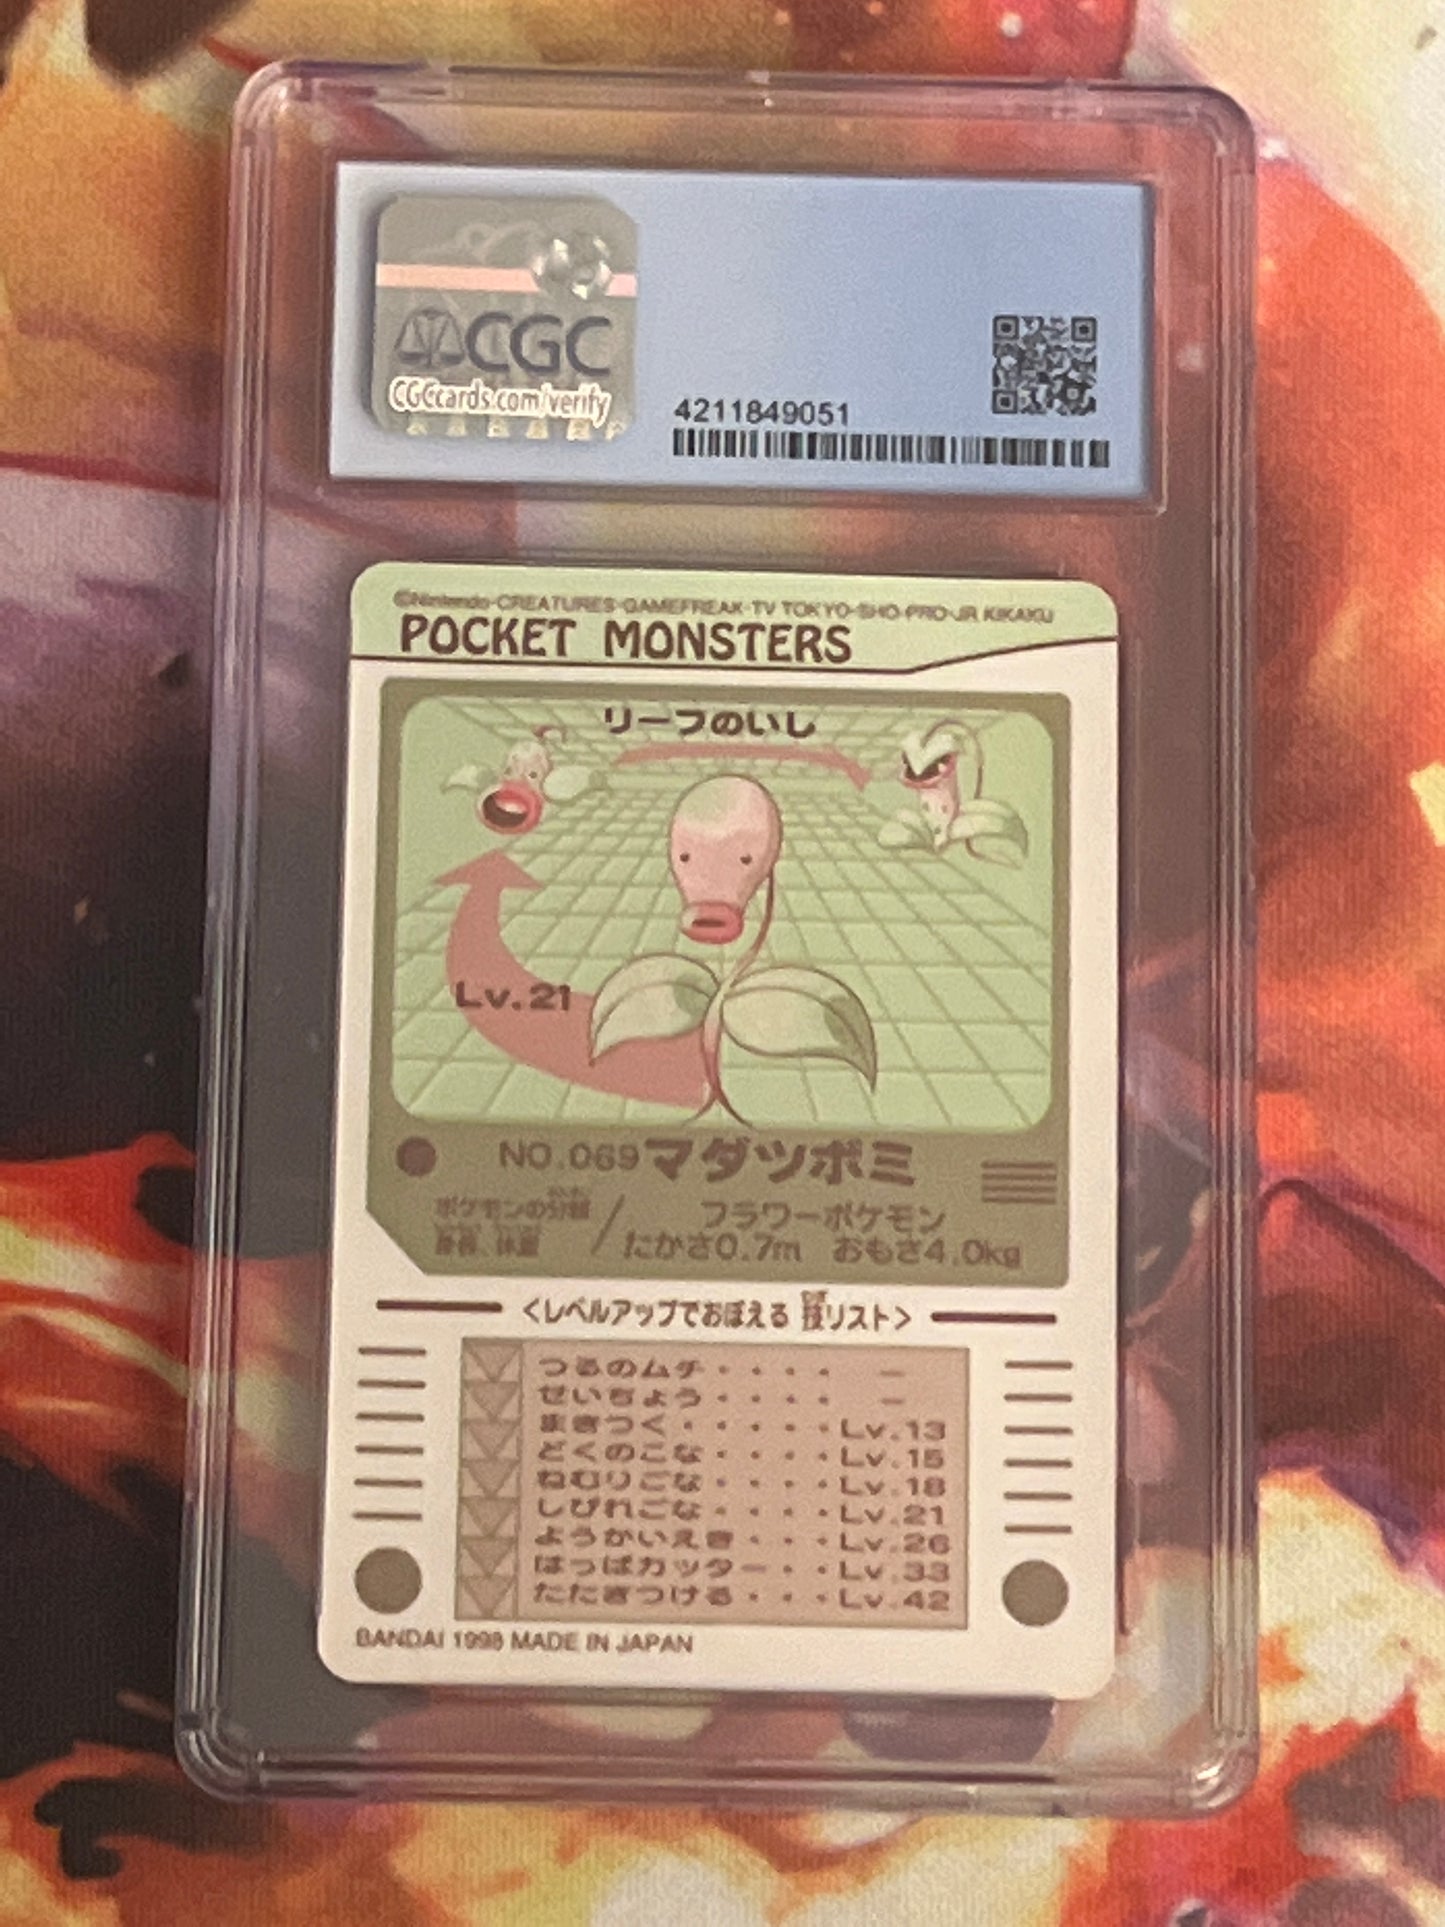 CGC
CGCcards.com/verify
4211849051
©Nintendo·CREATURES·GAMEFREAK·TV TOKYO·SHO-PRO·JR KIKAKU
POCKET MONSTERS
リーフのいし
Lv.21
NO.069マダツボミ
ポケモンの分類／フラワーポケモン
身長、体重 たかさ0.7m おもさ4.0kg
<レベルアップでおぼえる 技リスト>
つるのムチ・・・・ －
せいちょう・・・・ －
まきつく・・・・・Lv.13
どくのこな・・・・Lv.15
ねむりごな・・・・Lv.18
しびれごな・・・・Lv.21
ようかいえき・・・Lv.26
はっぱカッター・・Lv.33
たたきつける・・・Lv.42
BANDAI 1998 MADE IN JAPAN